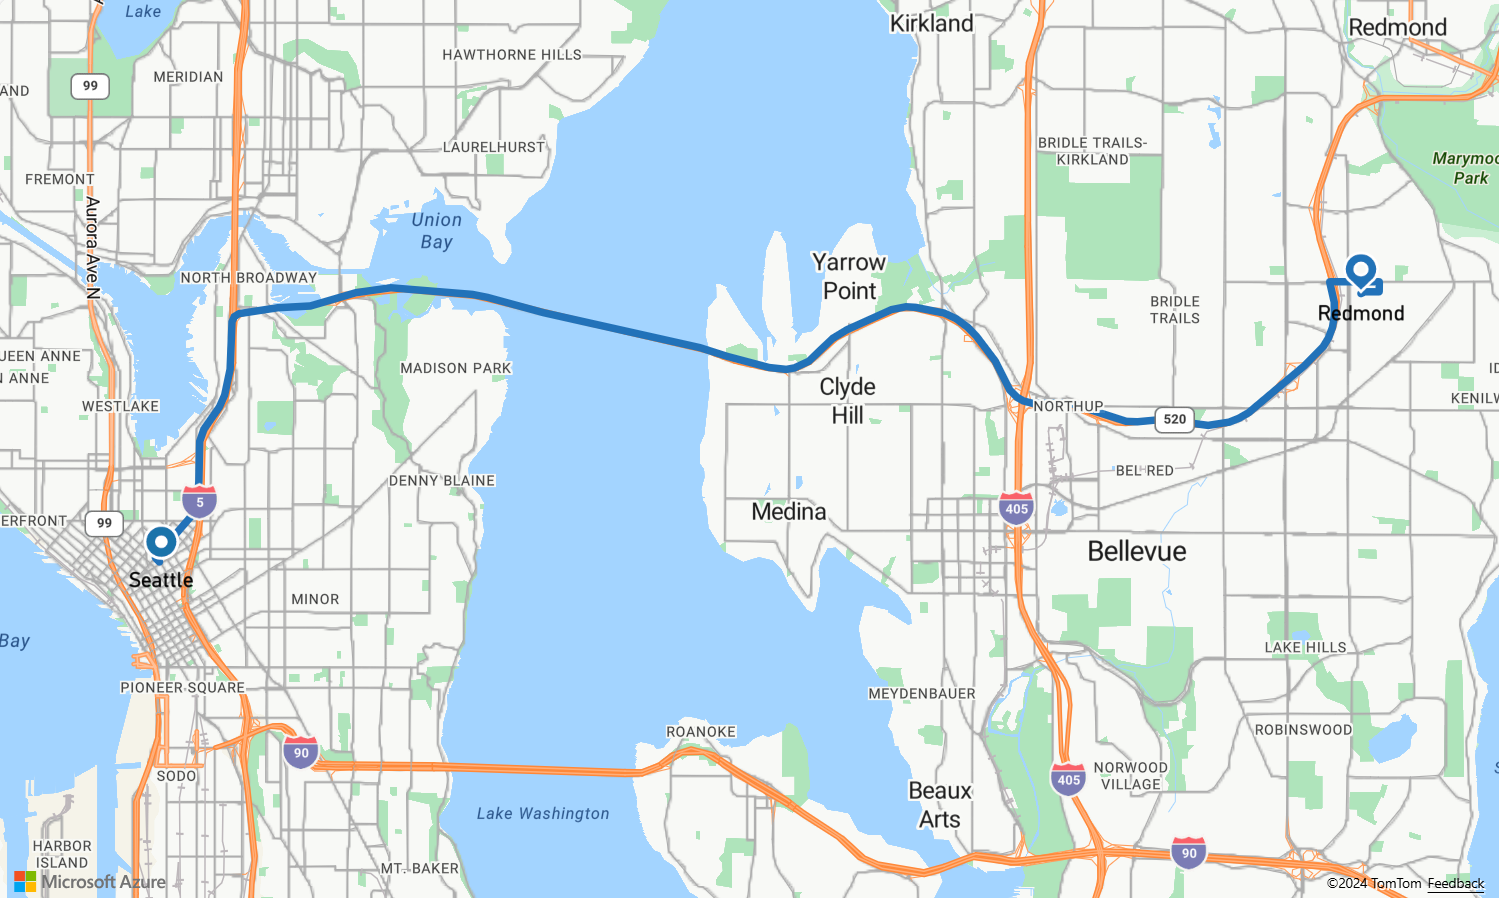 Lake
Kirkland
Redmond
HAWTHORNE HILLS
MERIDIAN
99
AND
LAURELHURST
BRIDLE TRAILS-
KIRKLAND
Marymoo
Park
FREMONT
Aurora Ave N
Union
Bay
NORTH BROADWAY
Yarrow
Point
BRIDLE
TRAILS
Redmond
UEEN ANNE
N ANNE
MADISON PARK
ID
Clyde
Hill
WESTLAKE
NORTHUP
KENILW
520
BEL RED
DENNY BLAINE
5
Medina
405
ERFRONT
99
Bellevue
Seattle
MINOR
Bay
LAKE HILLS
PIONEER SQUARE
MEYDENBAUER
ROANOKE
ROBINSWOOD
90
SODO
NORWOOD
VILLAGE
405
S
Beaux
Arts
Lake Washington
HARBOR
ISLAND
90
MT. BAKER
Microsoft Azure
©2024 TomTom Feedback